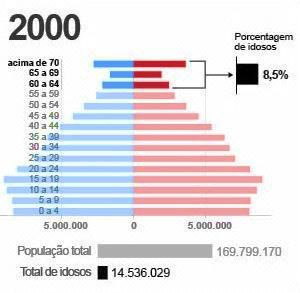 2000
Porcentagem
de idosos
8,5%
acima de 70
65 a 69
60 a 64
55 a 59
50 a 54
45 a 49
40 a 44
35 a 39
30 a 34
25 a 29
20 a 24
15 a 19
10 a 14
5 a 9
0 a 4
5.000.000 0 5.000.000
População total 169.799.170
Total de idosos 14.536.029